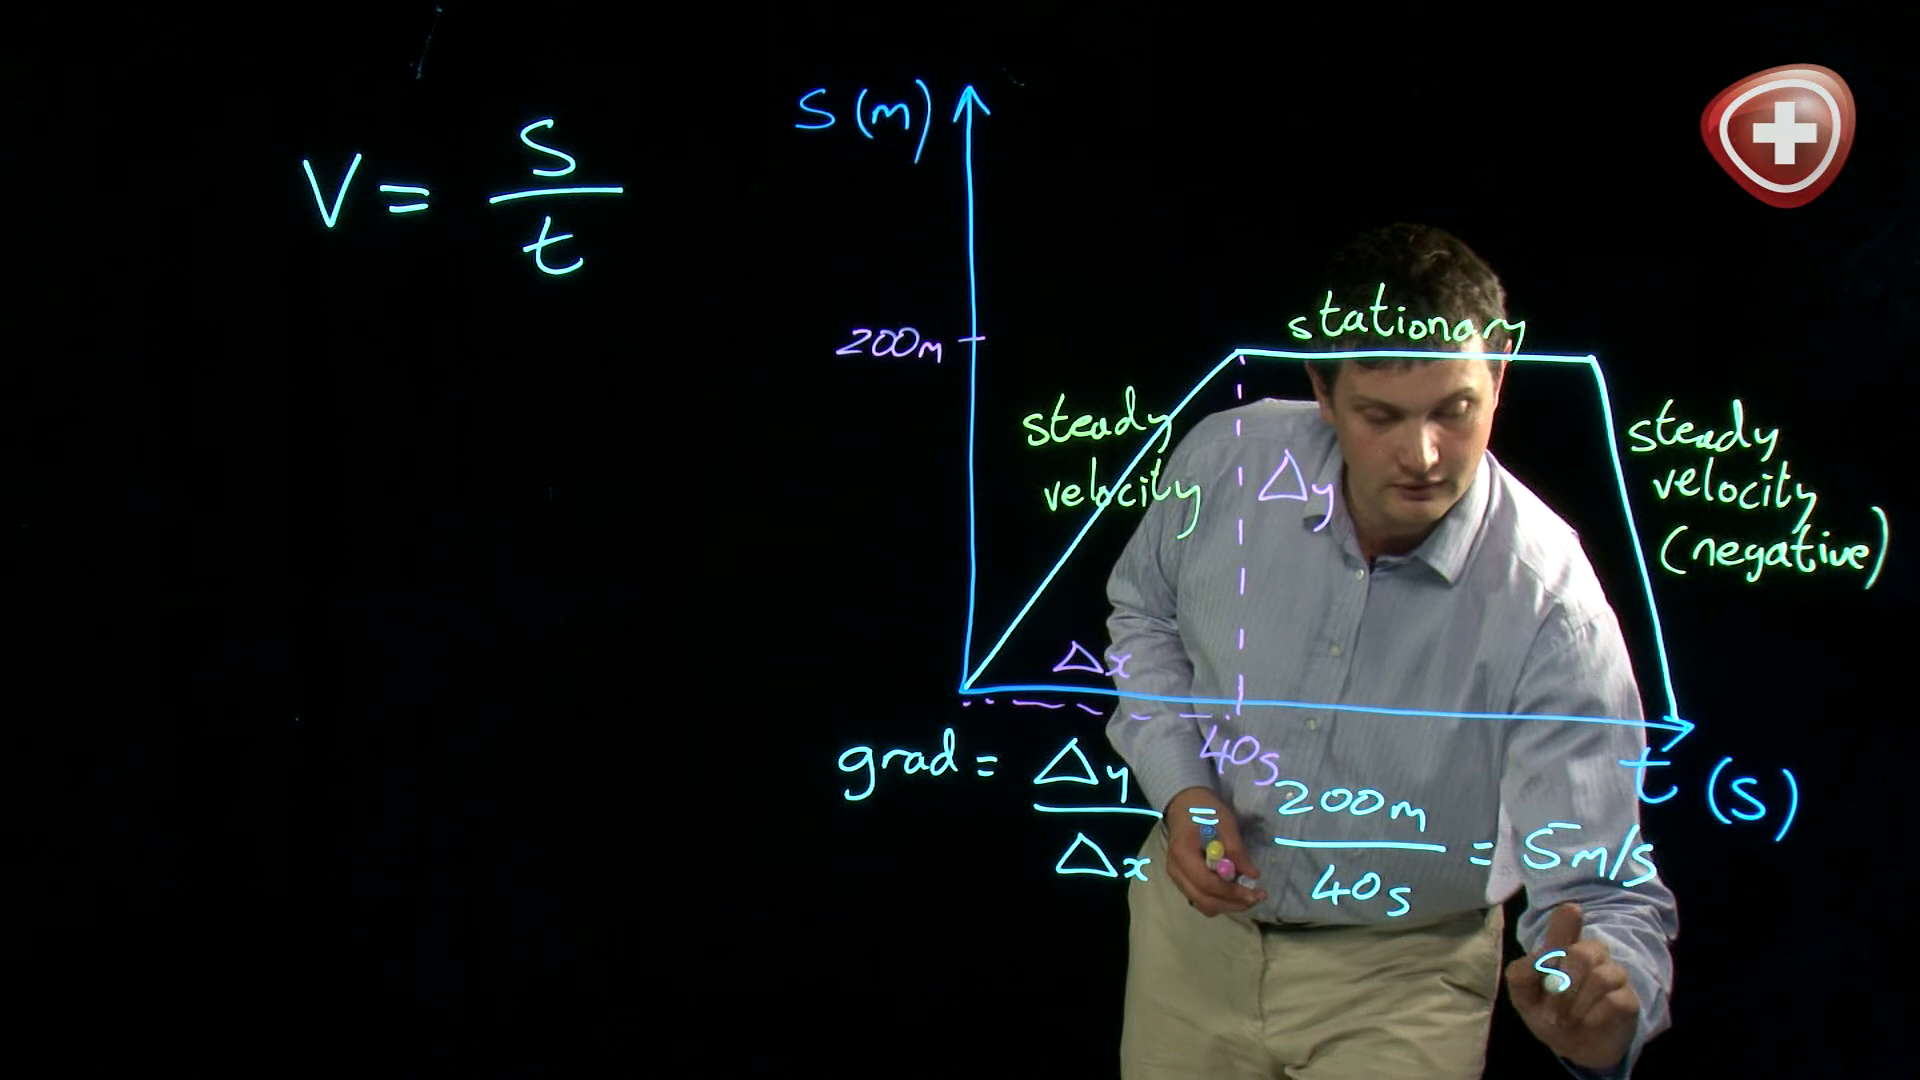 V = S / t
S (m)
200m
stationary
steady
velocity
Δy
Δx
steady
velocity
(negative)
40s
t (s)
grad = Δy / Δx = 200m / 40s = 5m/s
S